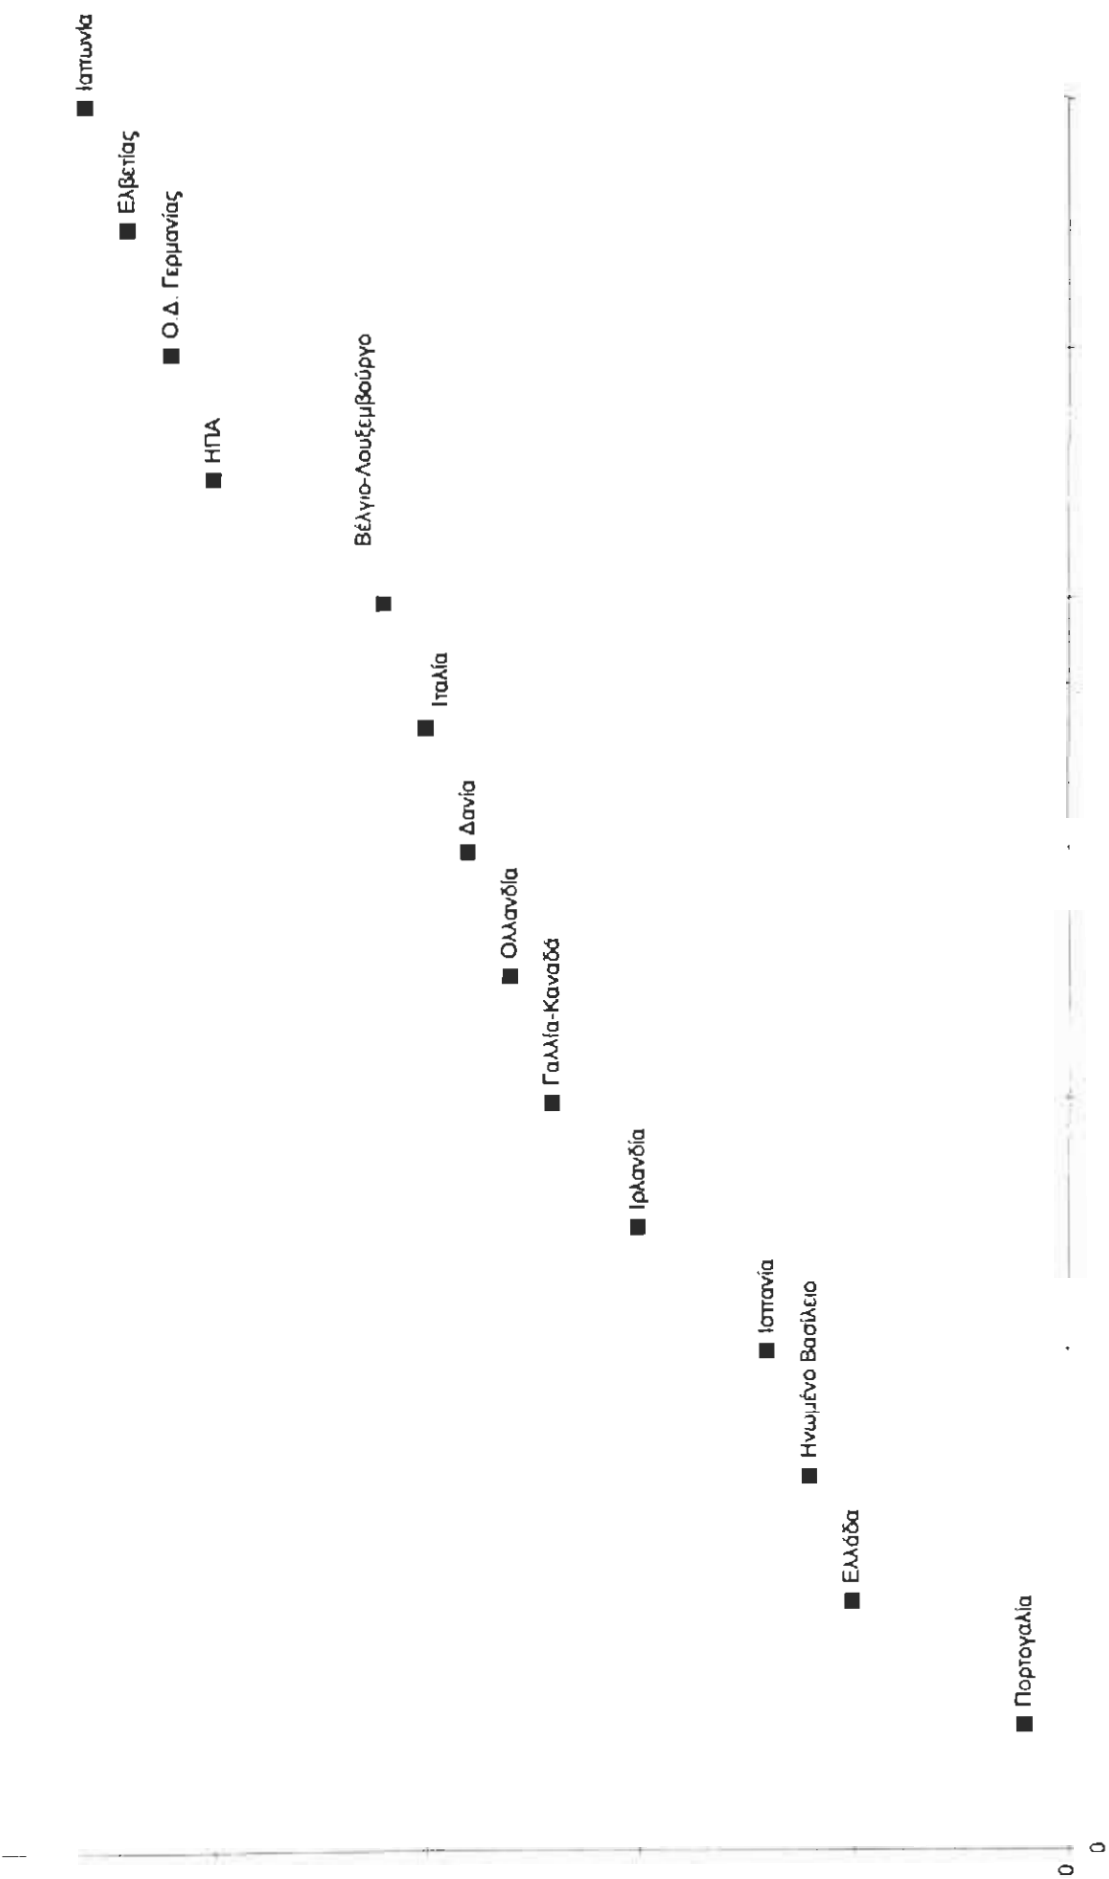 Ιαπωνία
Ελβετίας
Ο.Δ. Γερμανίας
ΗΠΑ
Βέλγιο-Λουξεμβούργο
Ιταλία
Δανία
Ολλανδία
Γαλλία-Καναδά
Ιρλανδία
Ισπανία
Ηνωμένο Βασίλειο
Ελλάδα
Πορτογαλία
0
0